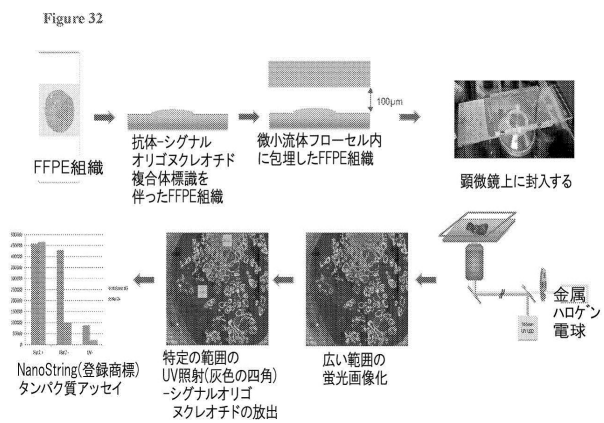 Figure 32
100μm
FFPE組織
抗体-シグナル
オリゴヌクレオチド
複合体標識を
伴ったFFPE組織
微小流体フローセル内
に包埋したFFPE組織
顕微鏡上に封入する
金属
ハロゲン
電球
広い範囲の
蛍光画像化
特定の範囲の
UV照射(灰色の四角)
-シグナルオリゴ
ヌクレオチドの放出
NanoString(登録商標)
タンパク質アッセイ